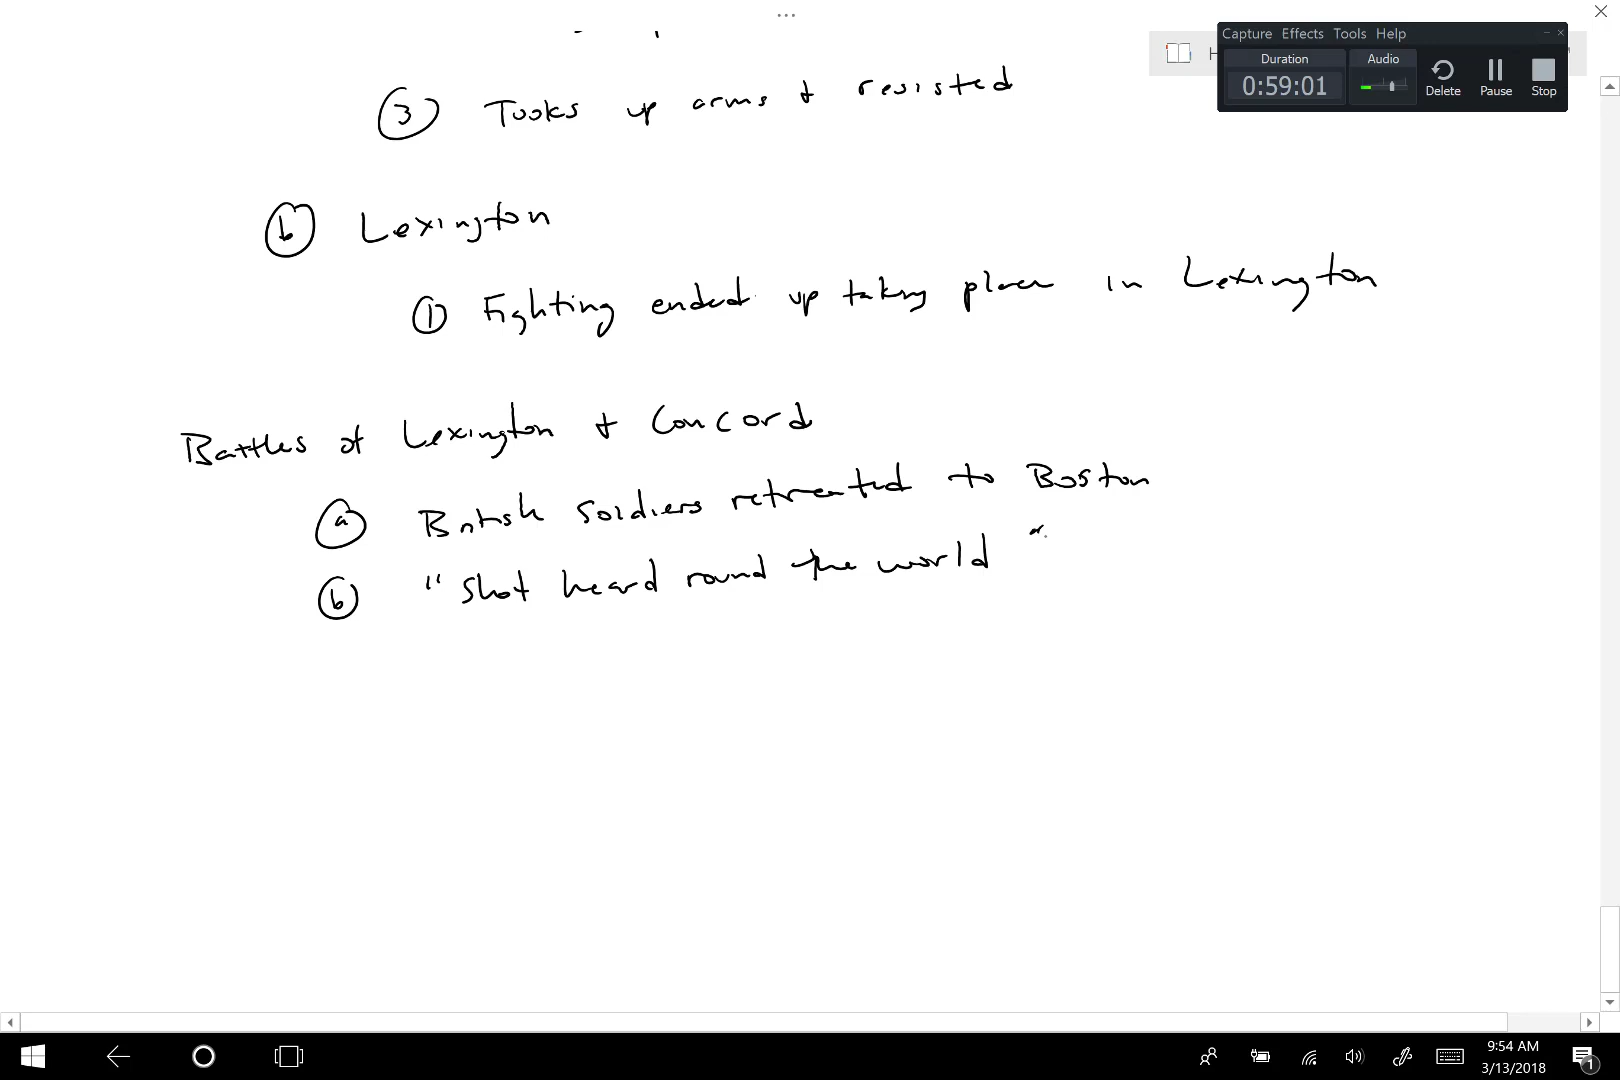 Capture Effects Tools Help
Duration Audio
0:59:01 Delete Pause Stop
H
3 Tooks up arms + resisted
b Lexington
1 Fighting ended up taking place in Lexington
Battles of Lexington + Concord
a British soldiers retreated to Boston
b "Shot heard round the world"
9:54 AM
3/13/2018
1